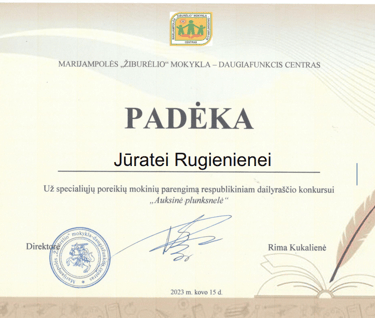 MARIJAMPOLĖS „ŽIBURĖLIO“ MOKYKLA – DAUGIAFUNKCIS CENTRAS
PADĖKA
Jūratei Rugienienei
Už specialiųjų poreikių mokinių parengimą respublikiniam dailyraščio konkursui
„Auksinė plunksnelė“
Direktorė Rima Kukalienė
2023 m. kovo 15 d.